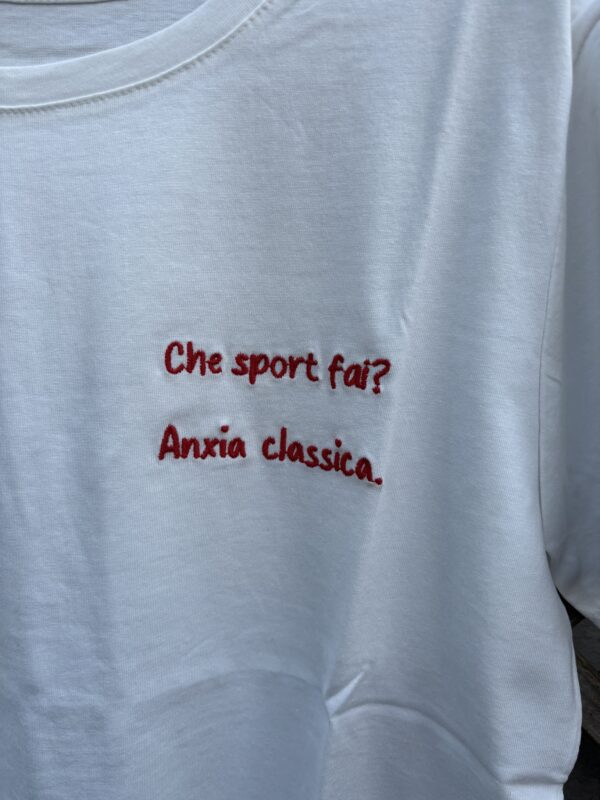 Che sport fai?
Anxia classica.